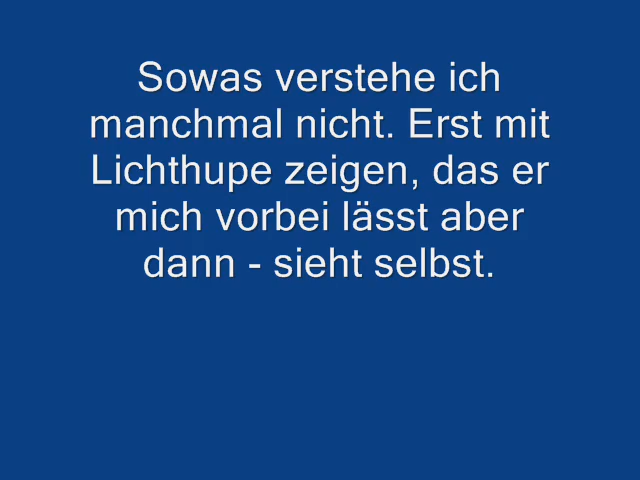 Sowas verstehe ich
manchmal nicht. Erst mit
Lichthupe zeigen, das er
mich vorbei lässt aber
dann - sieht selbst.